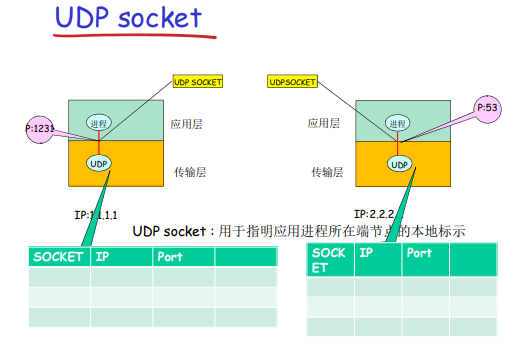 UDP socket
UDP SOCKET
UDPSOCKET
进程
进程
P:1231
P:53
应用层
应用层
UDP
UDP
传输层
传输层
IP:1,1,1,1
IP:2,2,2
UDP socket：用于指明应用进程所在端节点的本地标示
SOCKET IP Port
SOCK
ET IP Port